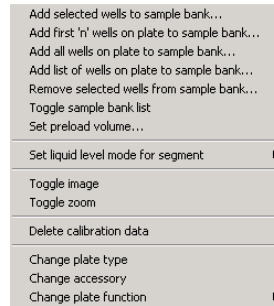 Add selected wells to sample bank...
Add first 'n' wells on plate to sample bank...
Add all wells on plate to sample bank...
Add list of wells on plate to sample bank...
Remove selected wells from sample bank...
Toggle sample bank list
Set preload volume...
Set liquid level mode for segment
Toggle image
Toggle zoom
Delete calibration data
Change plate type
Change accessory
Change plate function